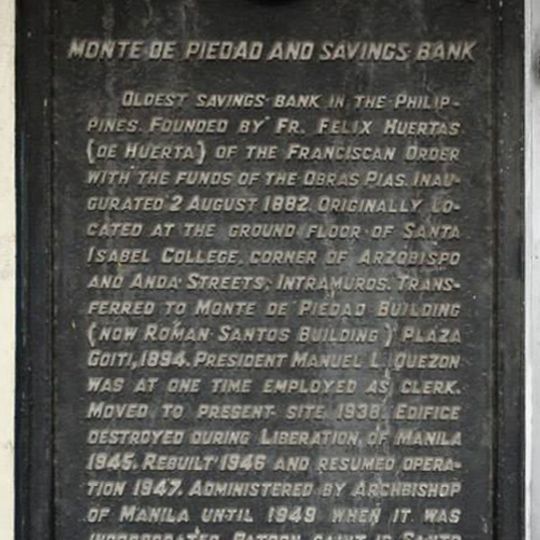 MONTE DE PIEDAD AND SAVINGS BANK
OLDEST SAVINGS BANK IN THE PHILIP-
PINES. FOUNDED BY FR. FELIX HUERTAS
(DE HUERTA) OF THE FRANCISCAN ORDER
WITH THE FUNDS OF THE OBRAS PIAS. INAU-
GURATED 2 AUGUST 1882. ORIGINALLY LO-
CATED AT THE GROUND FLOOR OF SANTA
ISABEL COLLEGE, CORNER OF ARZOBISPO
AND ANDA STREETS, INTRAMUROS. TRANS-
FERRED TO MONTE DE PIEDAD BUILDING
(NOW ROMAN SANTOS BUILDING) PLAZA
GOITI, 1894. PRESIDENT MANUEL L. QUEZON
WAS AT ONE TIME EMPLOYED AS CLERK.
MOVED TO PRESENT SITE 1938. EDIFICE
DESTROYED DURING LIBERATION OF MANILA
1945. REBUILT 1946 AND RESUMED OPERA-
TION 1947. ADMINISTERED BY ARCHBISHOP
OF MANILA UNTIL 1949 WHEN IT WAS
INCORPORATED. PATRON SAINT IS SANTO